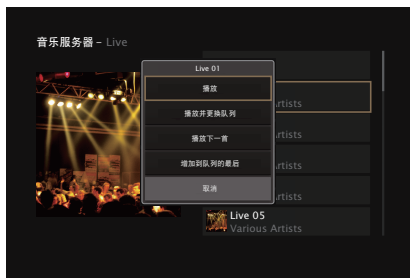 音乐服务器 – Live
Live 01
播放
播放并更换队列
播放下一首
增加到队列的最后
取消
Artists
Artists
rtists
Artists
Live 05
Various Artists